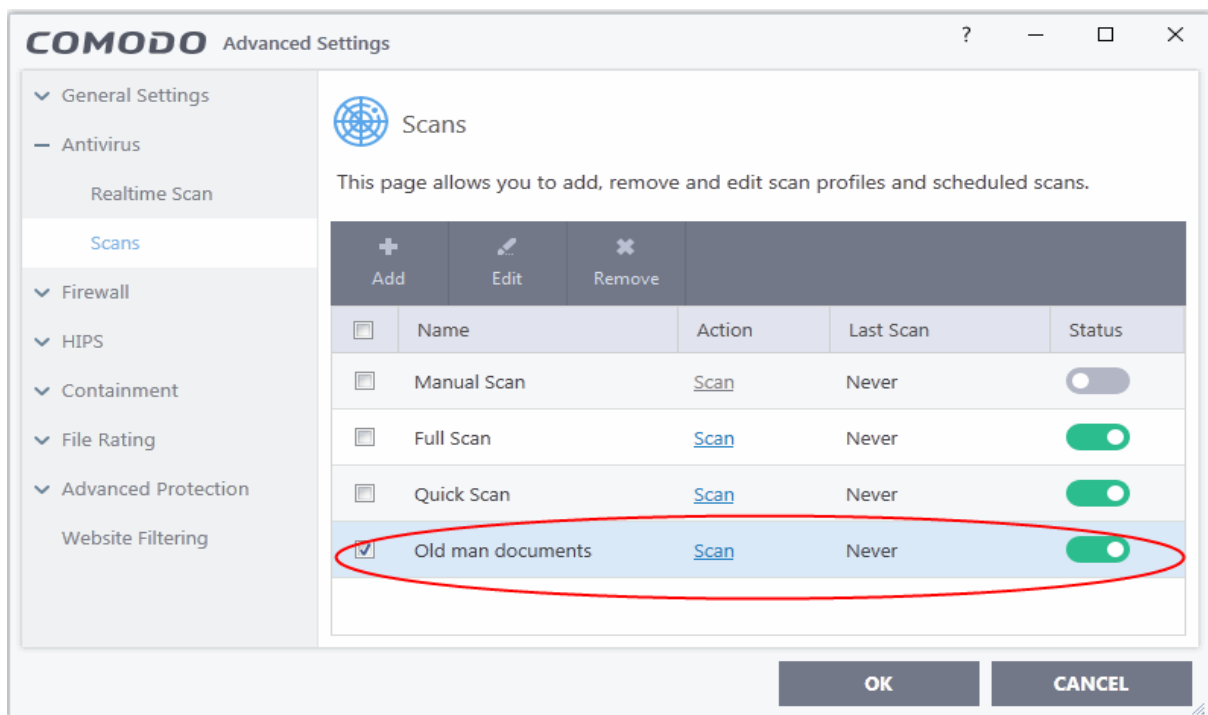 COMODO Advanced Settings ?
General Settings
Antivirus
Realtime Scan
Scans
Firewall
HIPS
Containment
File Rating
Advanced Protection
Website Filtering
Scans
This page allows you to add, remove and edit scan profiles and scheduled scans.
Add Edit Remove
Name Action Last Scan Status
Manual Scan Scan Never
Full Scan Scan Never
Quick Scan Scan Never
Old man documents Scan Never
OK CANCEL